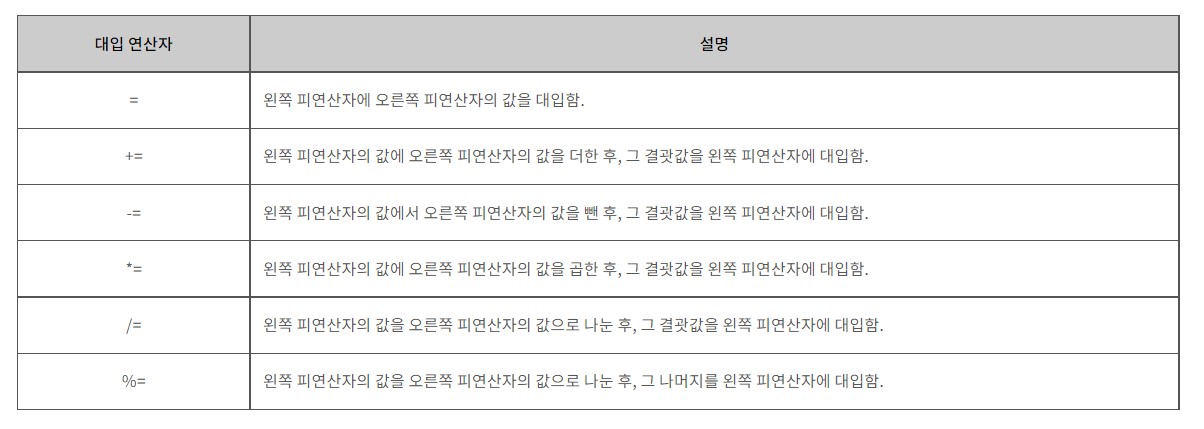 대입 연산자 설명
= 왼쪽 피연산자에 오른쪽 피연산자의 값을 대입함.
+= 왼쪽 피연산자의 값에 오른쪽 피연산자의 값을 더한 후, 그 결괏값을 왼쪽 피연산자에 대입함.
-= 왼쪽 피연산자의 값에서 오른쪽 피연산자의 값을 뺀 후, 그 결괏값을 왼쪽 피연산자에 대입함.
*= 왼쪽 피연산자의 값에 오른쪽 피연산자의 값을 곱한 후, 그 결괏값을 왼쪽 피연산자에 대입함.
/= 왼쪽 피연산자의 값을 오른쪽 피연산자의 값으로 나눈 후, 그 결괏값을 왼쪽 피연산자에 대입함.
%= 왼쪽 피연산자의 값을 오른쪽 피연산자의 값으로 나눈 후, 그 나머지를 왼쪽 피연산자에 대입함.